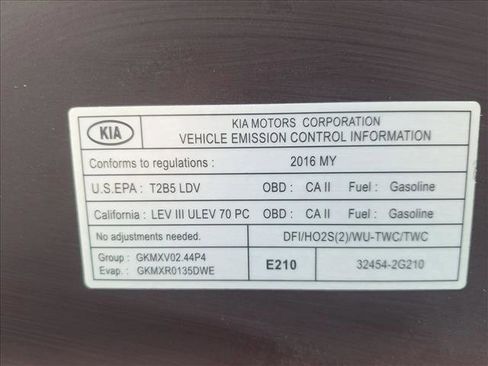 KIA
KIA MOTORS CORPORATION
VEHICLE EMISSION CONTROL INFORMATION
Conforms to regulations : 2016 MY
U.S.EPA : T2B5 LDV OBD : CA II Fuel : Gasoline
California : LEV III ULEV 70 PC OBD : CA II Fuel : Gasoline
No adjustments needed. DFI/HO2S(2)/WU-TWC/TWC
Group : GKMXV02.44P4
Evap. : GKMXR0135DWE
E210 32454-2G210